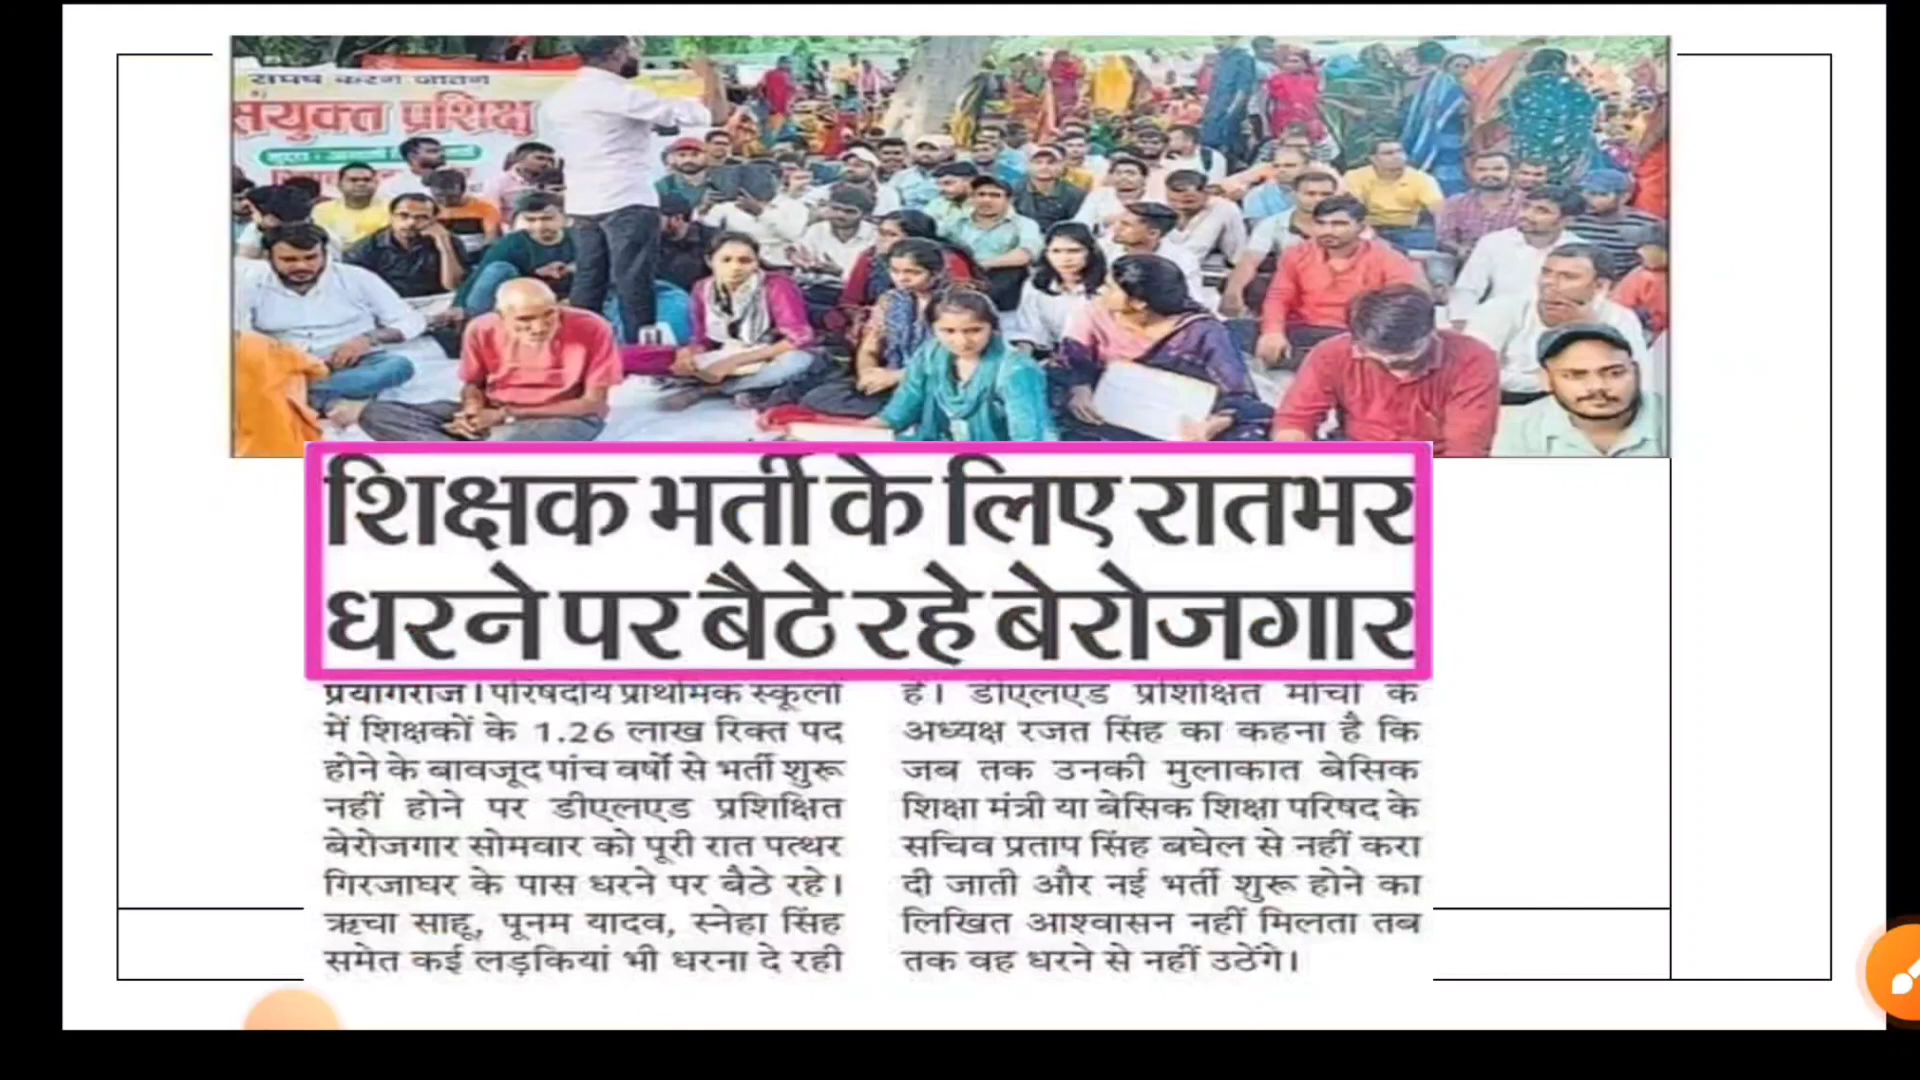 संघर्ष करने जीतने
संयुक्त प्रशिक्षु
शिक्षक भर्ती के लिए रातभर
धरने पर बैठे रहे बेरोजगार
प्रयागराज। परिषदीय प्राथमिक स्कूलों
में शिक्षकों के 1.26 लाख रिक्त पद
होने के बावजूद पांच वर्षों से भर्ती शुरू
नहीं होने पर डीएलएड प्रशिक्षित
बेरोजगार सोमवार को पूरी रात पत्थर
गिरजाघर के पास धरने पर बैठे रहे।
ऋचा साहू, पूनम यादव, स्नेहा सिंह
समेत कई लड़कियां भी धरना दे रही
हैं। डीएलएड प्रशिक्षित मोर्चा के
अध्यक्ष रजत सिंह का कहना है कि
जब तक उनकी मुलाकात बेसिक
शिक्षा मंत्री या बेसिक शिक्षा परिषद के
सचिव प्रताप सिंह बघेल से नहीं करा
दी जाती और नई भर्ती शुरू होने का
लिखित आश्वासन नहीं मिलता तब
तक वह धरने से नहीं उठेंगे।